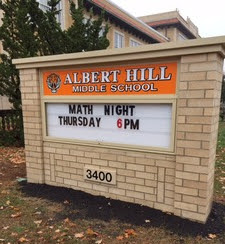 ALBERT HILL
MIDDLE SCHOOL
MATH NIGHT
THURSDAY 6PM
3400